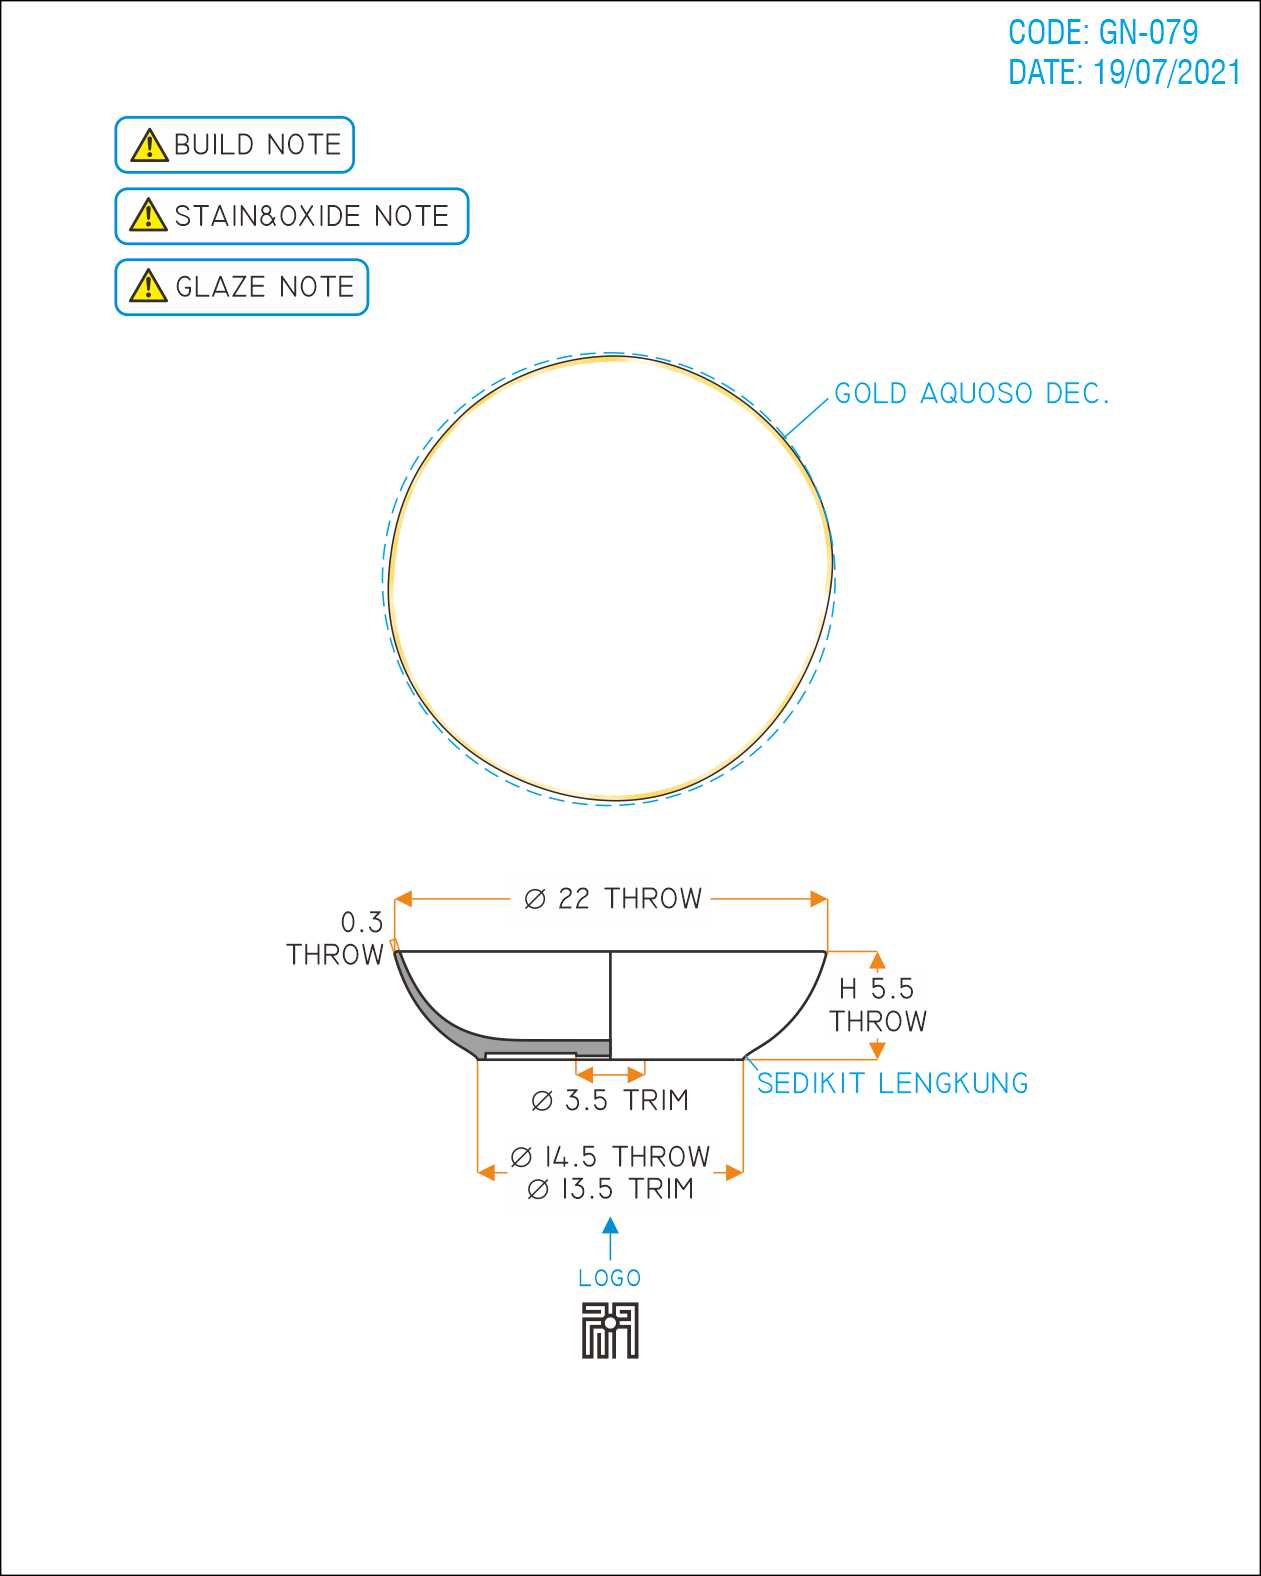 CODE: GN-079
DATE: 19/07/2021
BUILD NOTE
STAIN&OXIDE NOTE
GLAZE NOTE
GOLD AQUOSO DEC.
Ø 22 THROW
0.3
THROW
H 5.5
THROW
SEDIKIT LENGKUNG
Ø 3.5 TRIM
Ø 14.5 THROW
Ø 13.5 TRIM
LOGO